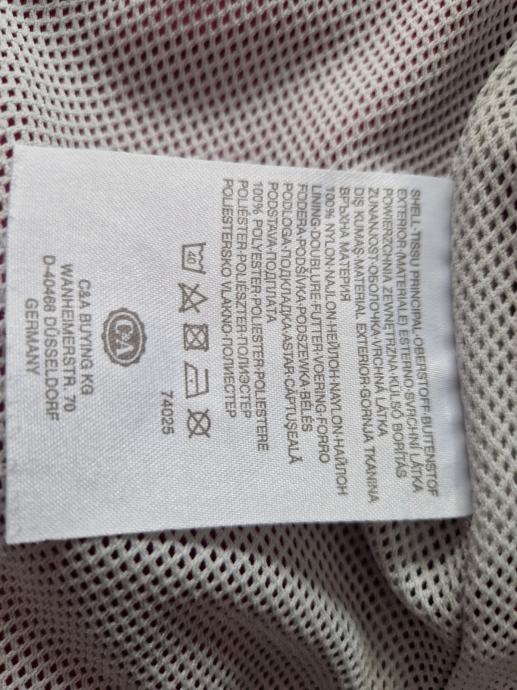 SHELL·TISSU PRINCIPAL·OBERSTOFF·BUITENSTOF
EXTERIOR·MATERIALE ESTERNO·SVRCHNÍ LÁTKA
POWIERZCHNIA ZEWNĘTRZNA·KÜLSŐ BORÍTÁS
ZUNANJOST·ОБОЛОЧКА·VRCHNÁ LÁTKA
DIŞ KUMAŞ·MATERIAL EXTERIOR·GORNJA TKANINA
ВРЪХНА МАТЕРИЯ
100% NYLON·NAJLON·НЕЙЛОН·NAYLON·НАЙЛОН
LINING·DOUBLURE·FUTTER·VOERING·FORRO
FODERA·PODŠÍVKA·PODSZEWKA·BÉLÉS
PODLOGA·ПОДКЛАДКА·ASTAR·CĂPTUŞEALĂ
PODSTAVA·ПОДПЛАТА
100% POLYESTER·POLIESTER·POLIESTERE
POLIÉSTER·POLIÉSZTER·ПОЛИЭСТЕР
POLIESTERSKO VLAKNO·ПОЛИЕСТЕР
74025
40
C&A
C&A BUYING KG
WANHEIMERSTR. 70
D-40468 DÜSSELDORF
GERMANY